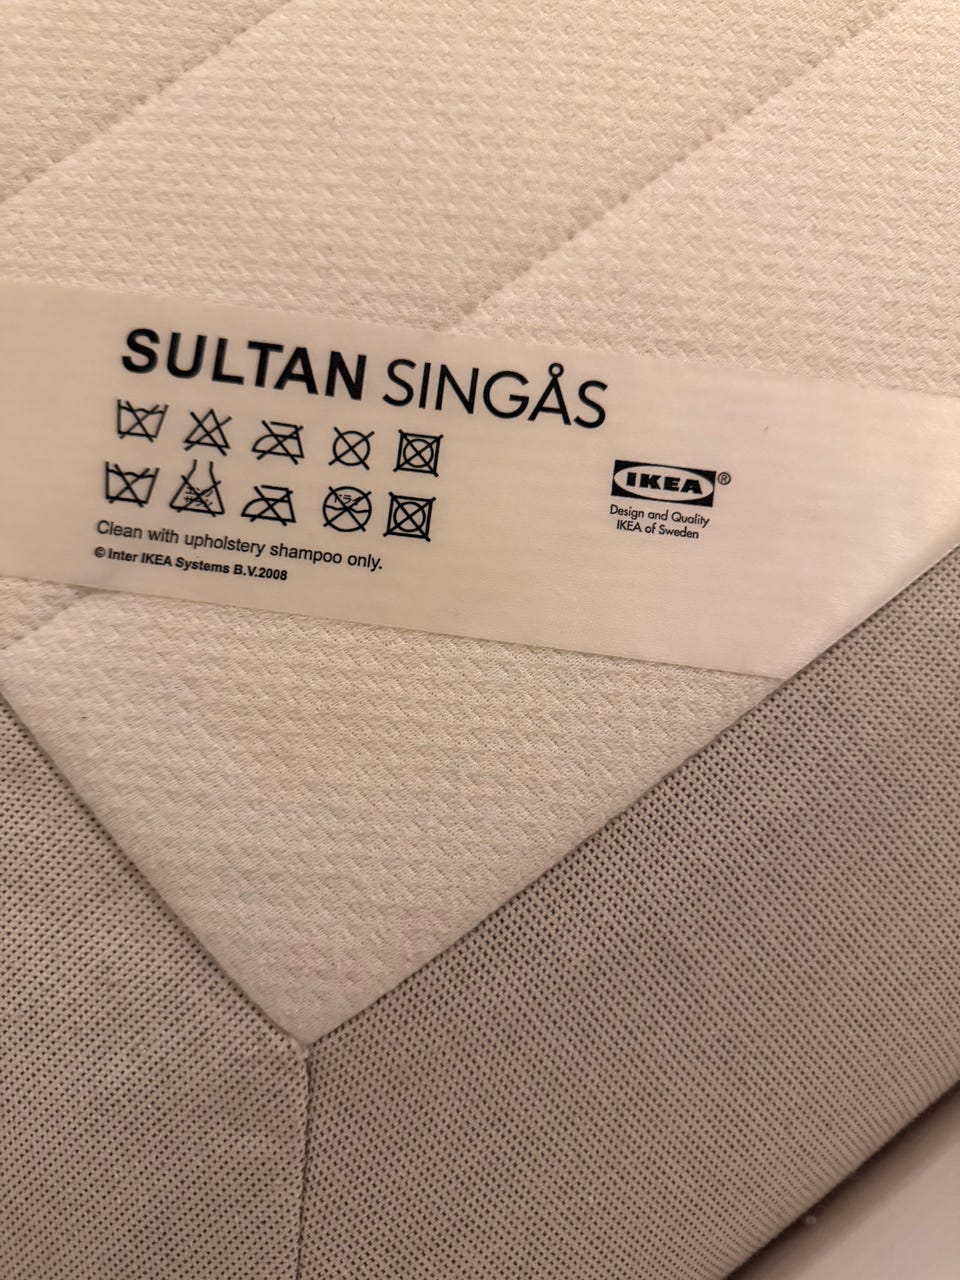 SULTAN SINGÅS
IKEA®
Design and Quality
IKEA of Sweden
Clean with upholstery shampoo only.
© Inter IKEA Systems B.V.2008